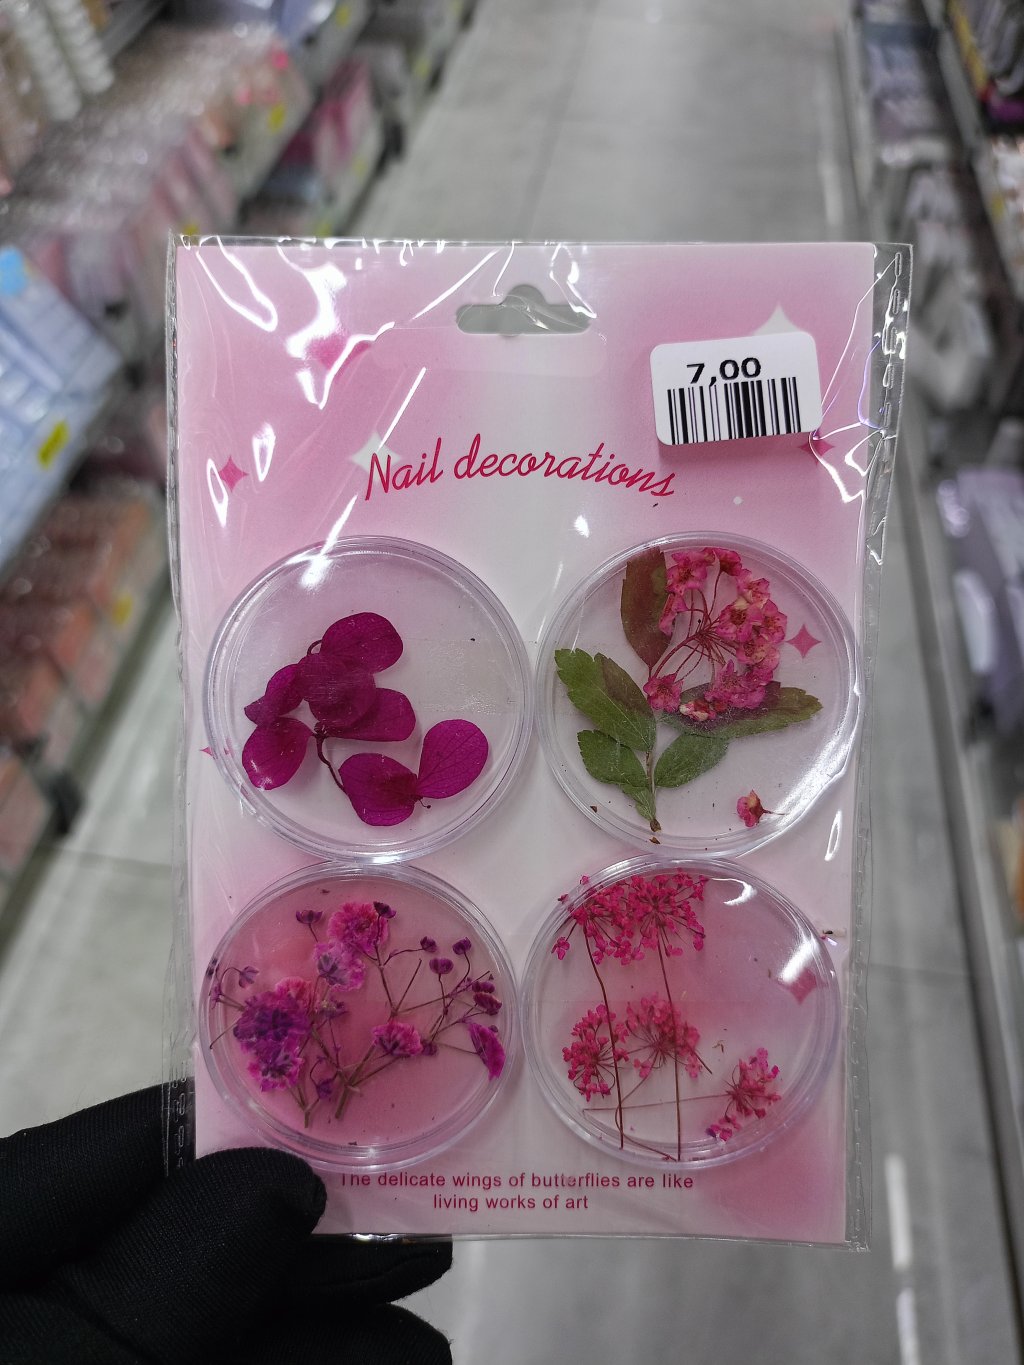 7,00
Nail decorations
The delicate wings of butterflies are like
living works of art